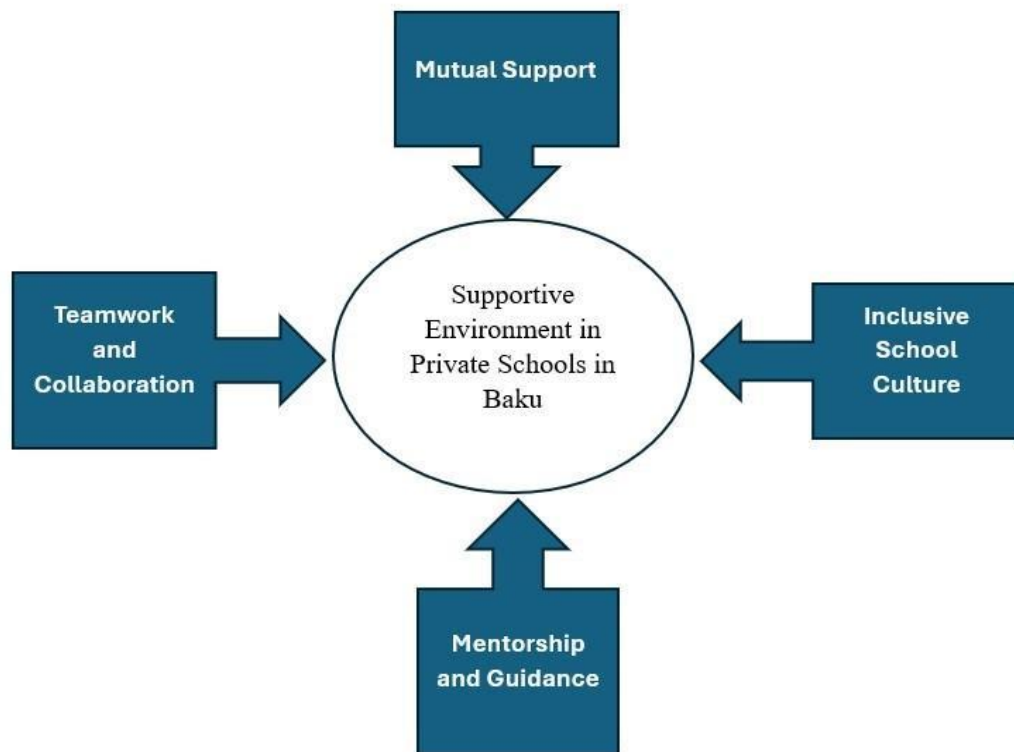 Mutual Support
Teamwork
and
Collaboration
Supportive
Environment in
Private Schools in
Baku
Inclusive
School
Culture
Mentorship
and Guidance